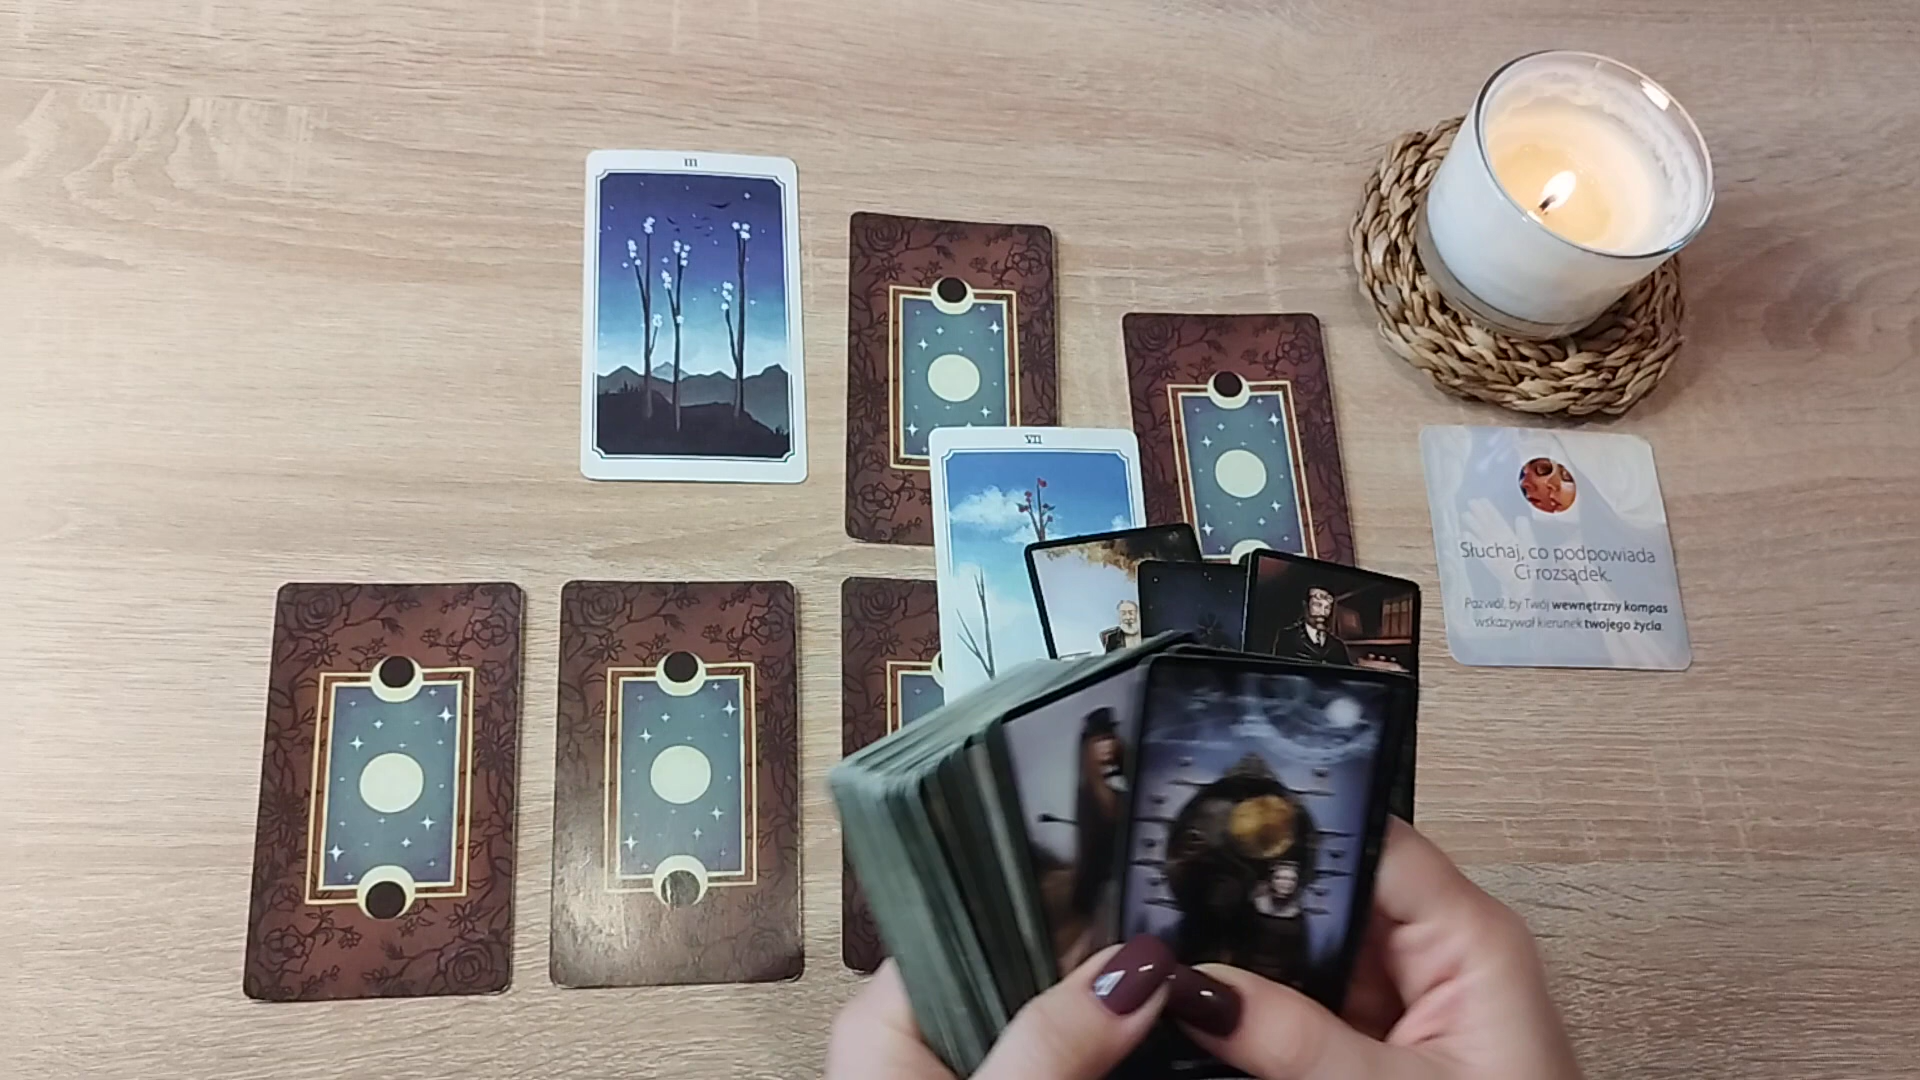 III
VII
Słuchaj, co podpowiada
Ci rozsądek.
Pozwól, by Twój wewnętrzny kompas
wskazywał kierunek twojego życia.